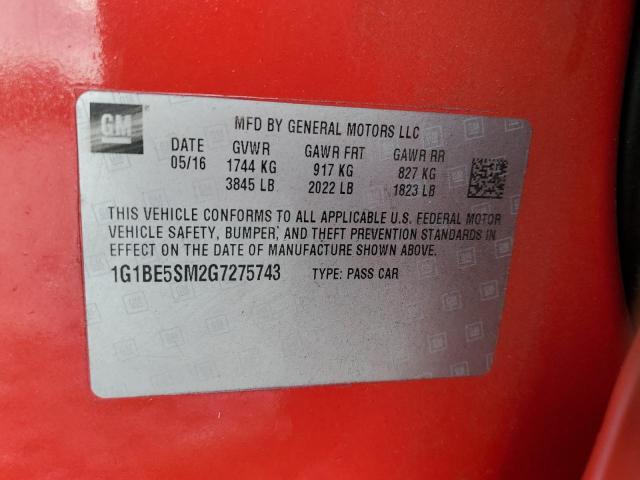 GM
MFD BY GENERAL MOTORS LLC
DATE GVWR GAWR FRT GAWR RR
05/16 1744 KG 917 KG 827 KG
3845 LB 2022 LB 1823 LB
THIS VEHICLE CONFORMS TO ALL APPLICABLE U.S. FEDERAL MOTOR
VEHICLE SAFETY, BUMPER, AND THEFT PREVENTION STANDARDS IN
EFFECT ON THE DATE OF MANUFACTURE SHOWN ABOVE.
1G1BE5SM2G7275743 TYPE: PASS CAR